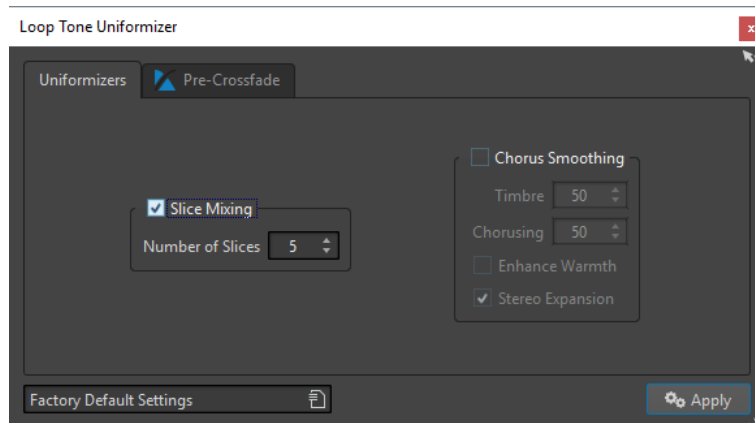 Loop Tone Uniformizer
x
Uniformizers
Pre-Crossfade
Slice Mixing
Number of Slices 5
Chorus Smoothing
Timbre 50
Chorusing 50
Enhance Warmth
Stereo Expansion
Factory Default Settings
Apply